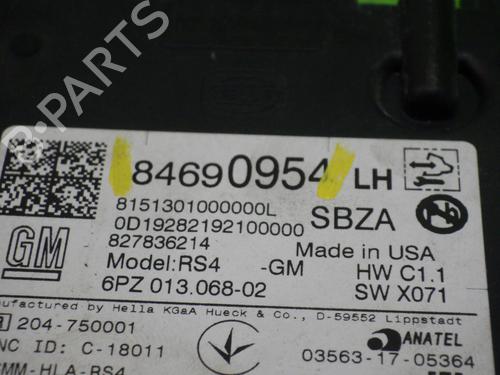 B-PARTS
84690954 LH
8151301000000L
0D19282192100000
827836214
SBZA
GM
Made in USA
Model:RS4 -GM
HW C1.1
6PZ 013.068-02
SW X071
Manufactured by Hella KGaA Hueck & Co., D-59552 Lippstadt
R 204-750001
ANATEL
NC ID: C-18011
03563-17-05364